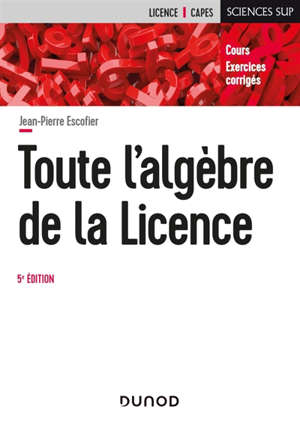 LICENCE | CAPES SCIENCES SUP
Cours
Exercices
corrigés
Jean-Pierre Escofier
Toute l'algèbre
de la Licence
5e ÉDITION
DUNOD